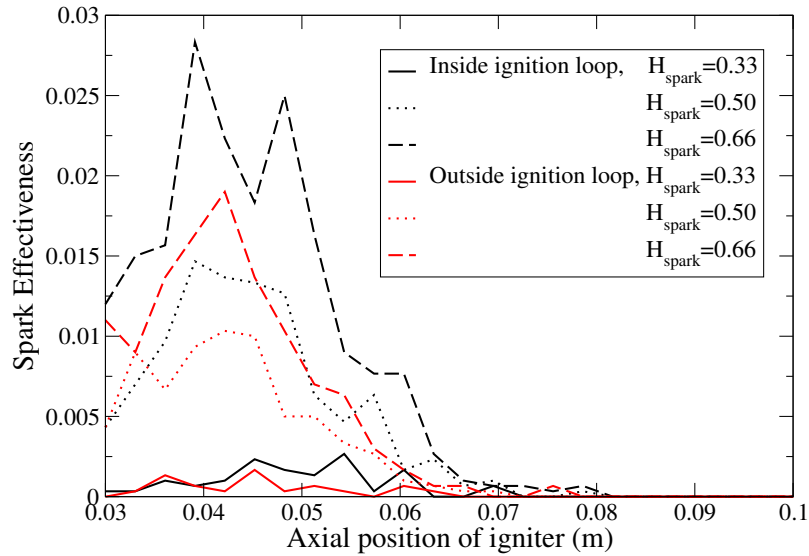 0.03
0.025
0.02
0.015
0.01
0.005
0
Spark Effectiveness
Inside ignition loop, H_spark=0.33
H_spark=0.50
H_spark=0.66
Outside ignition loop, H_spark=0.33
H_spark=0.50
H_spark=0.66
0.03 0.04 0.05 0.06 0.07 0.08 0.09 0.1
Axial position of igniter (m)